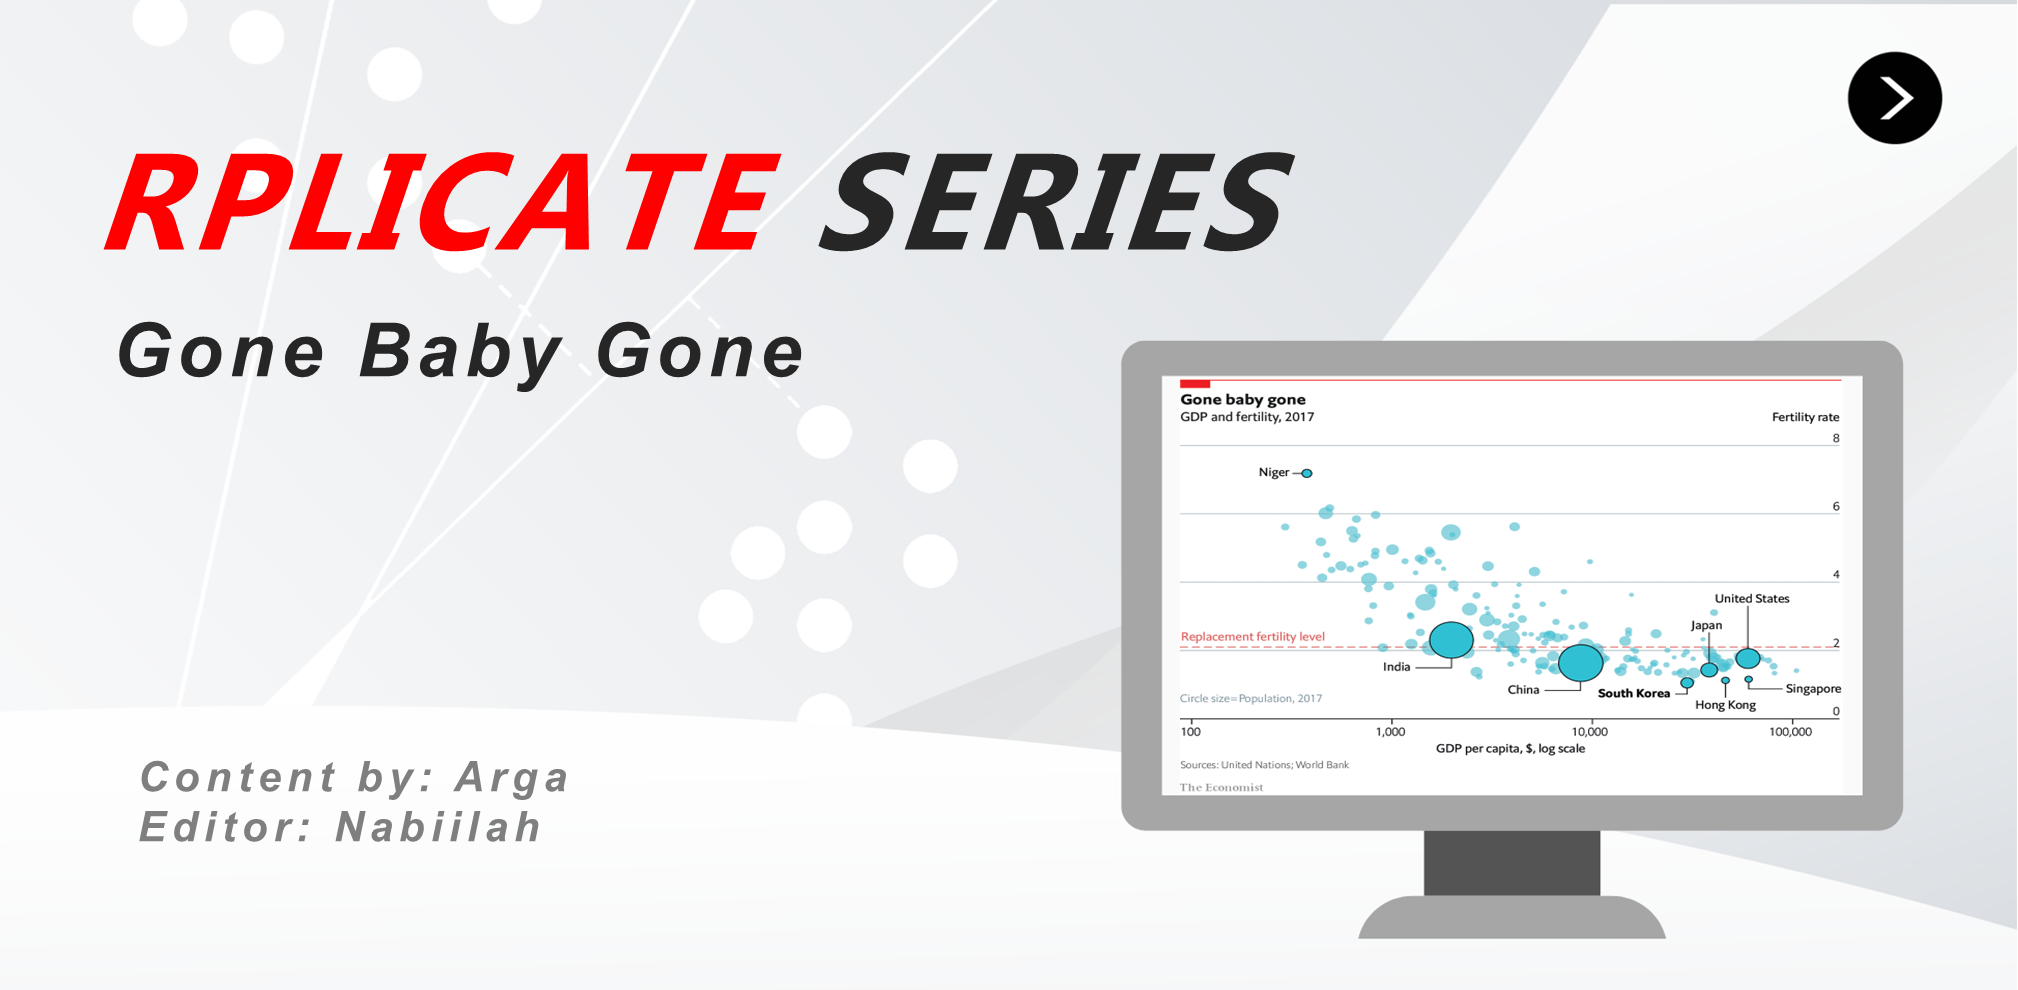 RPLICATE SERIES
Gone Baby Gone
Content by: Arga
Editor: Nabiilah
Gone baby gone
GDP and fertility, 2017
Fertility rate
8
Niger
6
4
United States
Japan
Replacement fertility level
2
India
China
South Korea
Hong Kong
Singapore
Circle size=Population, 2017
0
100
1,000
10,000
100,000
GDP per capita, $, log scale
Sources: United Nations; World Bank
The Economist